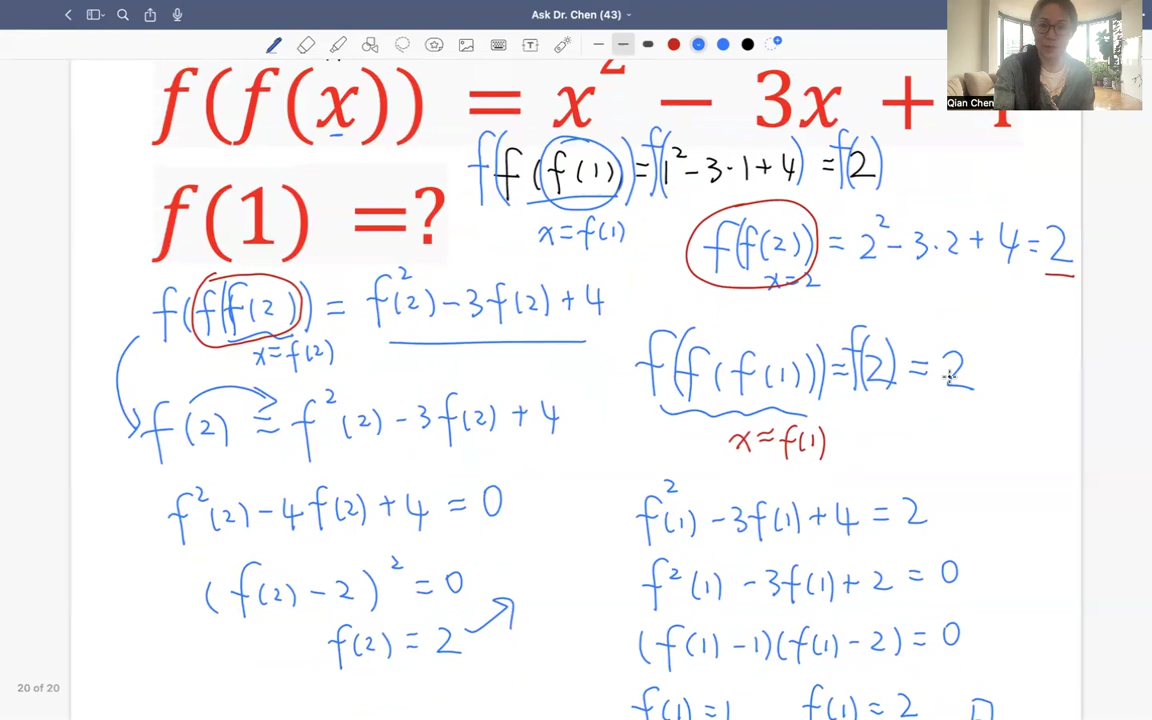 Ask Dr. Chen (43)
Qian Chen
f(f(x)) = x² − 3x +
f(f(f(1))) = f(1² − 3·1 + 4) = f(2)
x = f(1)
f(1) =?
f(f(2)) = 2² − 3·2 + 4 = 2
x = 2
f(f(f(2))) = f²(2) − 3f(2) + 4
x = f(2)
f(f(f(1))) = f(2) = 2
x = f(1)
f(2) = f²(2) − 3f(2) + 4
f²(2) − 4f(2) + 4 = 0
(f(2) − 2)² = 0
f(2) = 2
f²(1) − 3f(1) + 4 = 2
f²(1) − 3f(1) + 2 = 0
(f(1) − 1)(f(1) − 2) = 0
f(1) = 1 f(1) = 2
20 of 20